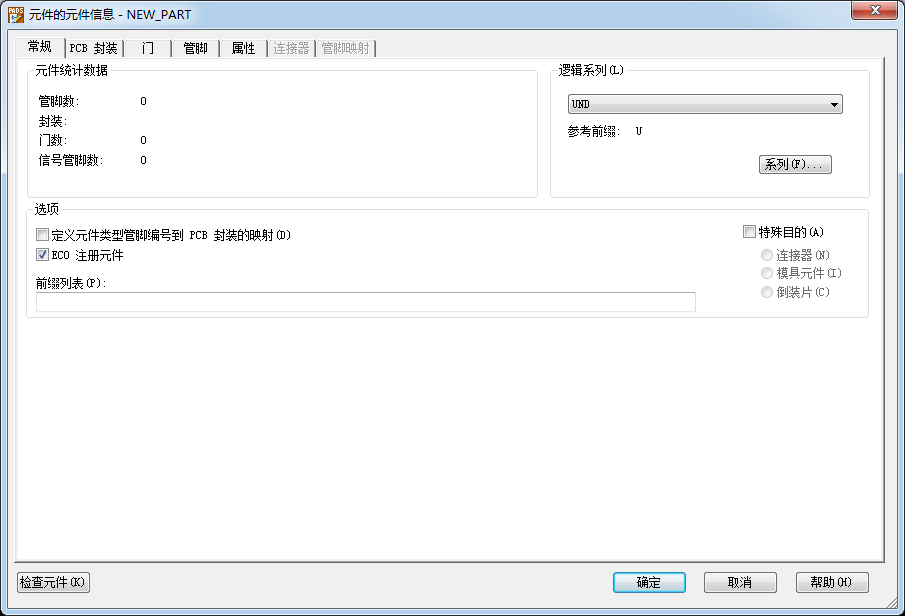 PADS
元件的元件信息 - NEW_PART
常规 PCB 封装 门 管脚 属性 连接器 管脚映射
元件统计数据
管脚数: 0
封装:
门数: 0
信号管脚数: 0
逻辑系列(L)
UND
参考前缀: U
系列(F)...
选项
定义元件类型管脚编号到 PCB 封装的映射(D)
ECO 注册元件
前缀列表(P):
特殊目的(A)
连接器(N)
模具元件(I)
倒装片(C)
检查元件(K) 确定 取消 帮助(H)